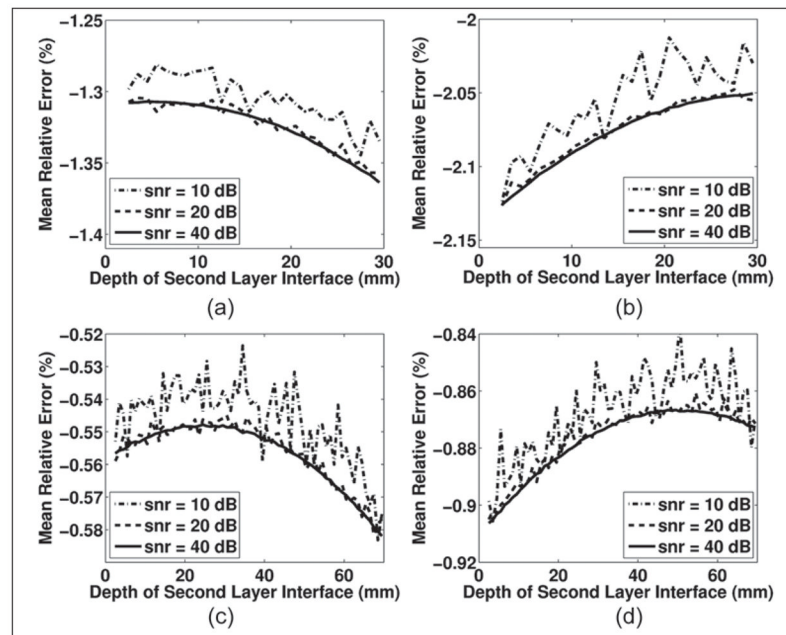 -1.25
-1.3
-1.35
-1.4
Mean Relative Error (%)
snr = 10 dB
snr = 20 dB
snr = 40 dB
0
10
20
30
Depth of Second Layer Interface (mm)
(a)
-2
-2.05
-2.1
-2.15
Mean Relative Error (%)
snr = 10 dB
snr = 20 dB
snr = 40 dB
0
10
20
30
Depth of Second Layer Interface (mm)
(b)
-0.52
-0.53
-0.54
-0.55
-0.56
-0.57
-0.58
Mean Relative Error (%)
snr = 10 dB
snr = 20 dB
snr = 40 dB
0
20
40
60
Depth of Second Layer Interface (mm)
(c)
-0.84
-0.86
-0.88
-0.9
-0.92
Mean Relative Error (%)
snr = 10 dB
snr = 20 dB
snr = 40 dB
0
20
40
60
Depth of Second Layer Interface (mm)
(d)